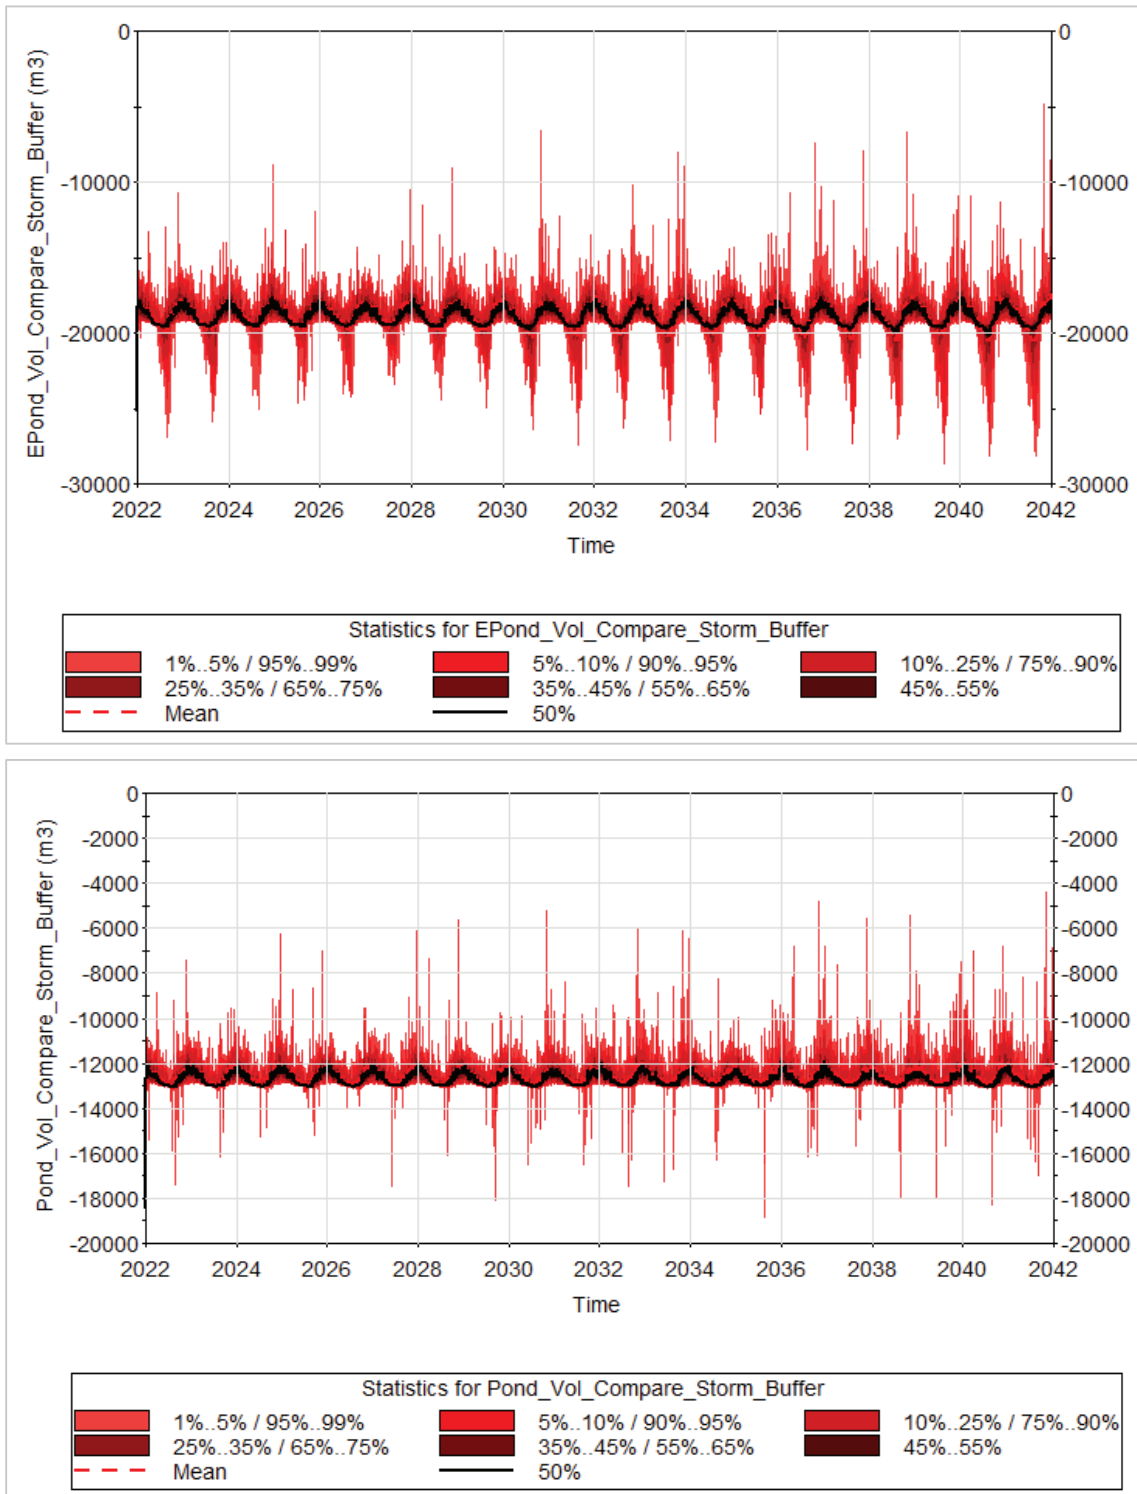 EPond_Vol_Compare_Storm_Buffer (m3)
0 0
-10000 -10000
-20000 -20000
-30000 -30000
2022 2024 2026 2028 2030 2032 2034 2036 2038 2040 2042
Time
Statistics for EPond_Vol_Compare_Storm_Buffer
1%..5% / 95%..99% 5%..10% / 90%..95% 10%..25% / 75%..90%
25%..35% / 65%..75% 35%..45% / 55%..65% 45%..55%
Mean 50%
Pond_Vol_Compare_Storm_Buffer (m3)
0 0
-2000 -2000
-4000 -4000
-6000 -6000
-8000 -8000
-10000 -10000
-12000 -12000
-14000 -14000
-16000 -16000
-18000 -18000
-20000 -20000
2022 2024 2026 2028 2030 2032 2034 2036 2038 2040 2042
Time
Statistics for Pond_Vol_Compare_Storm_Buffer
1%..5% / 95%..99% 5%..10% / 90%..95% 10%..25% / 75%..90%
25%..35% / 65%..75% 35%..45% / 55%..65% 45%..55%
Mean 50%